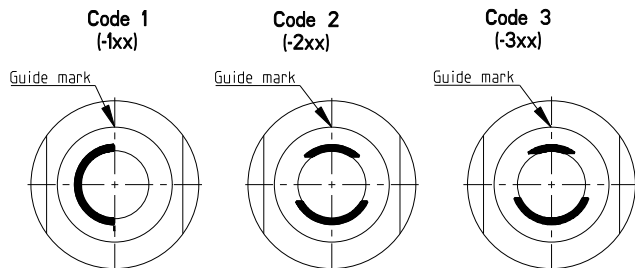 Code 1
(-1xx)
Guide mark
Code 2
(-2xx)
Guide mark
Code 3
(-3xx)
Guide mark